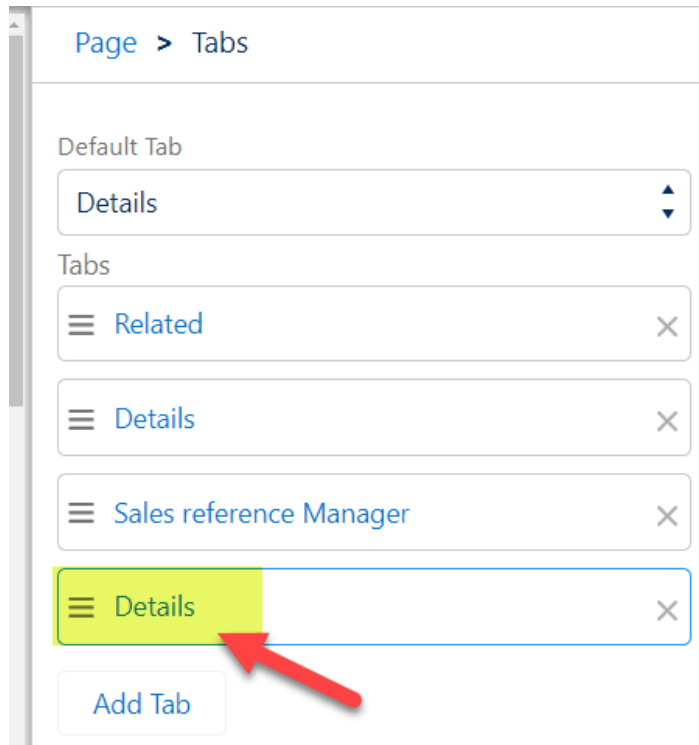 Page > Tabs
Default Tab
Details
Tabs
Related
Details
Sales reference Manager
Details
Add Tab